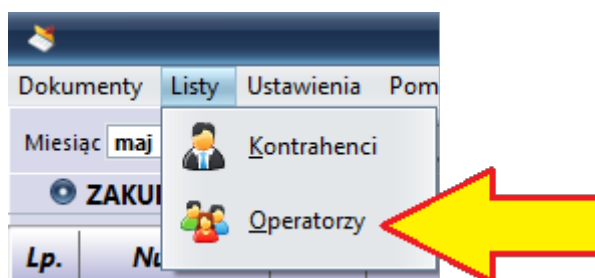 Dokumenty Listy Ustawienia Pom
Miesiąc maj Kontrahenci
ZAKU
Operatorzy
Lp. Nu